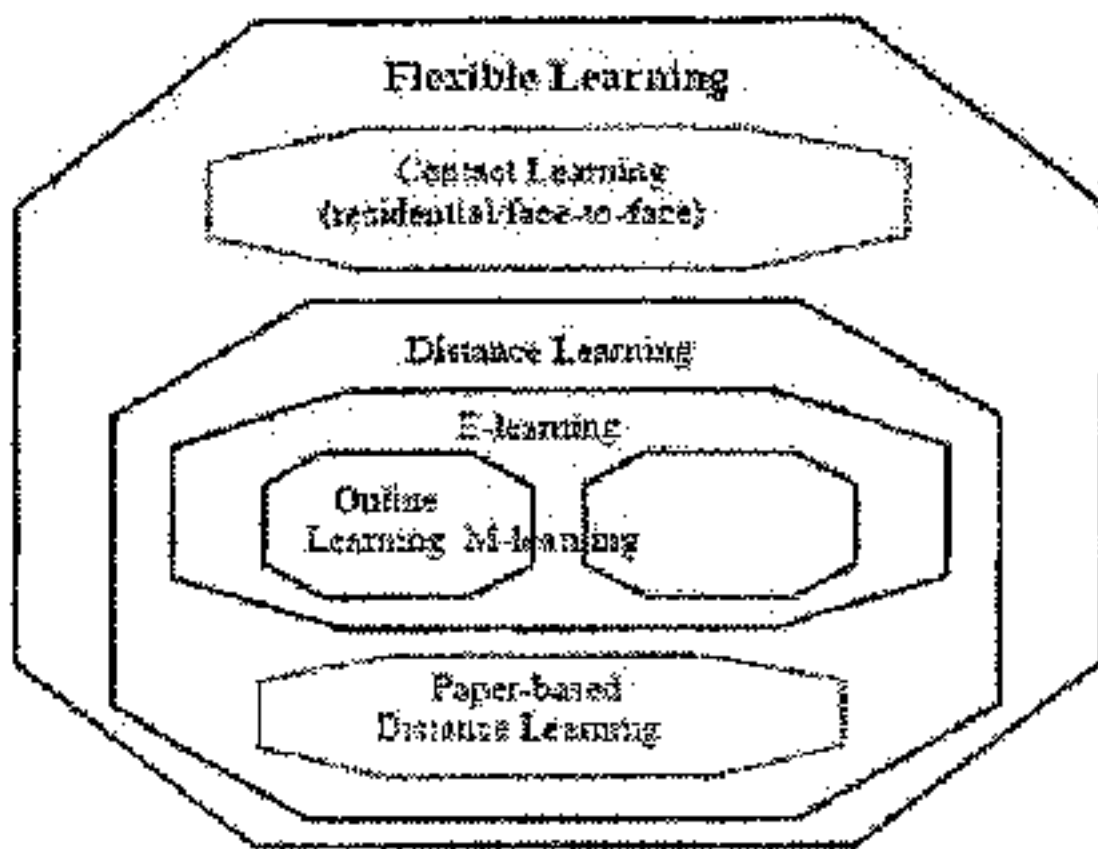 Flexible Learning
Contact Learning
(residential/face-to-face)
Distance Learning
E-learning
Online
Learning M-learning
Paper-based
Distance Learning